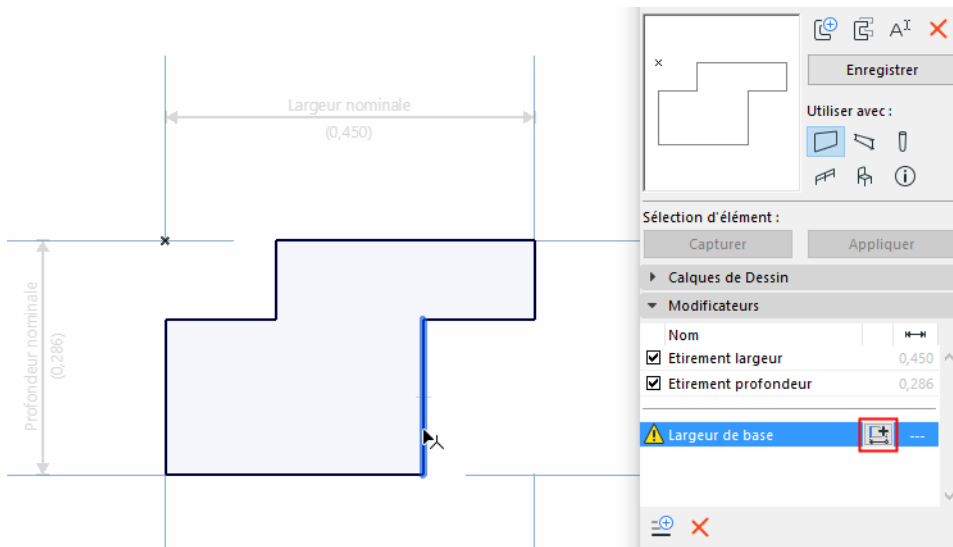 Largeur nominale
(0,450)
Profondeur nominale
(0,286)
Enregistrer
Utiliser avec :
Sélection d'élément :
Capturer Appliquer
Calques de Dessin
Modificateurs
Nom
Etirement largeur 0,450
Etirement profondeur 0,286
Largeur de base ---